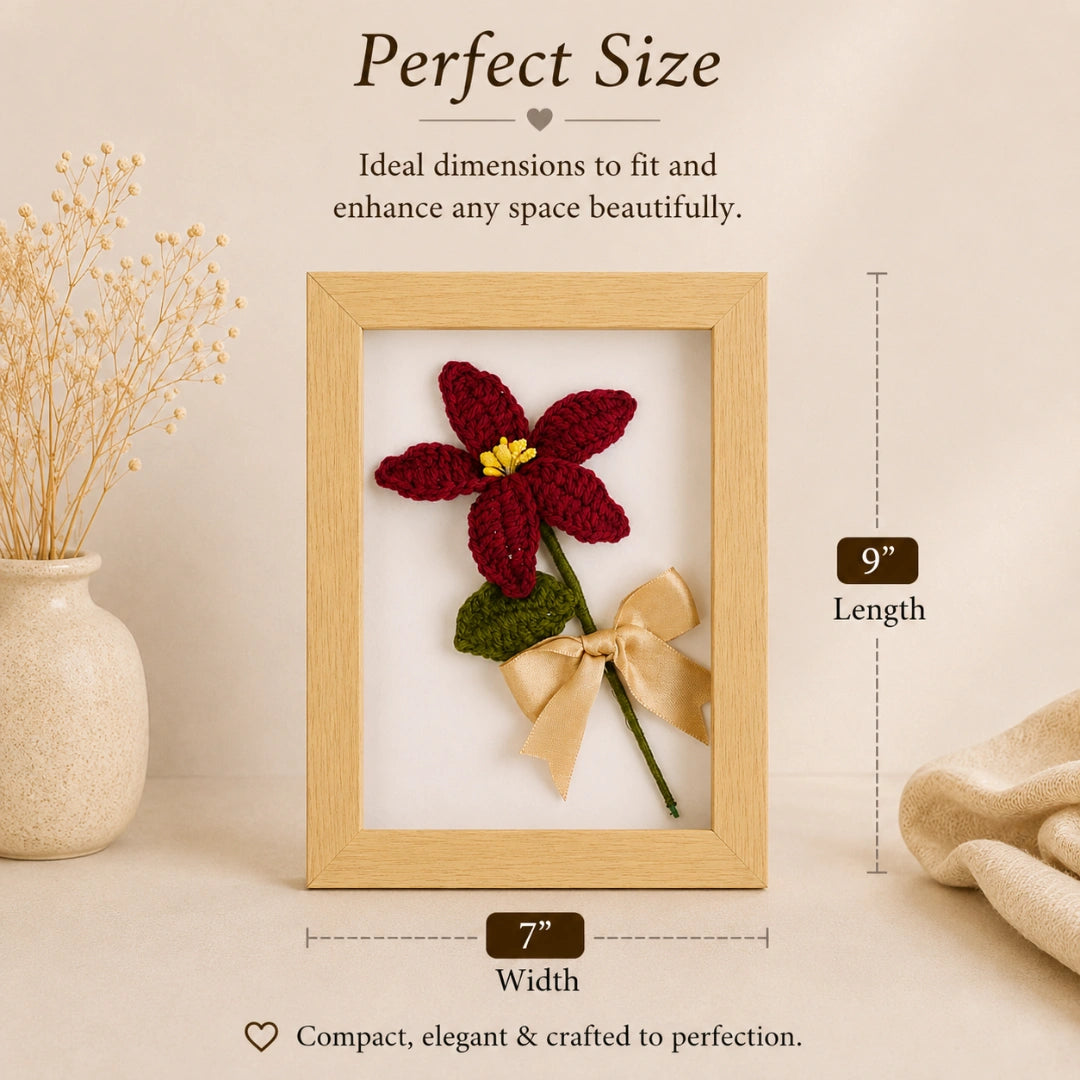 Perfect Size
Ideal dimensions to fit and
enhance any space beautifully.
9”
Length
7”
Width
Compact, elegant & crafted to perfection.